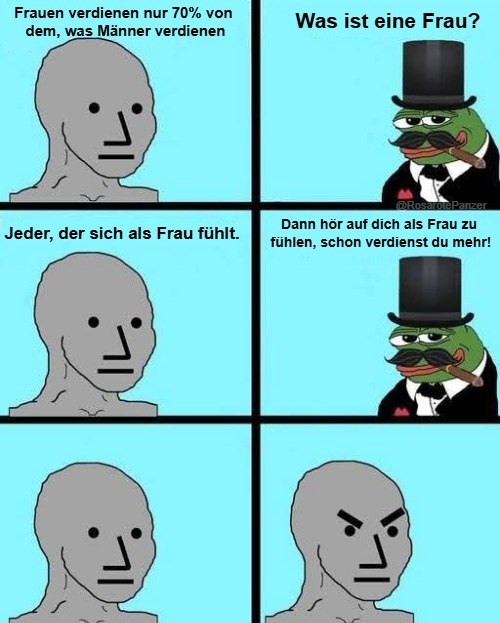 Frauen verdienen nur 70% von
dem, was Männer verdienen
Was ist eine Frau?
@RosarotePanzer
Jeder, der sich als Frau fühlt.
Dann hör auf dich als Frau zu
fühlen, schon verdienst du mehr!